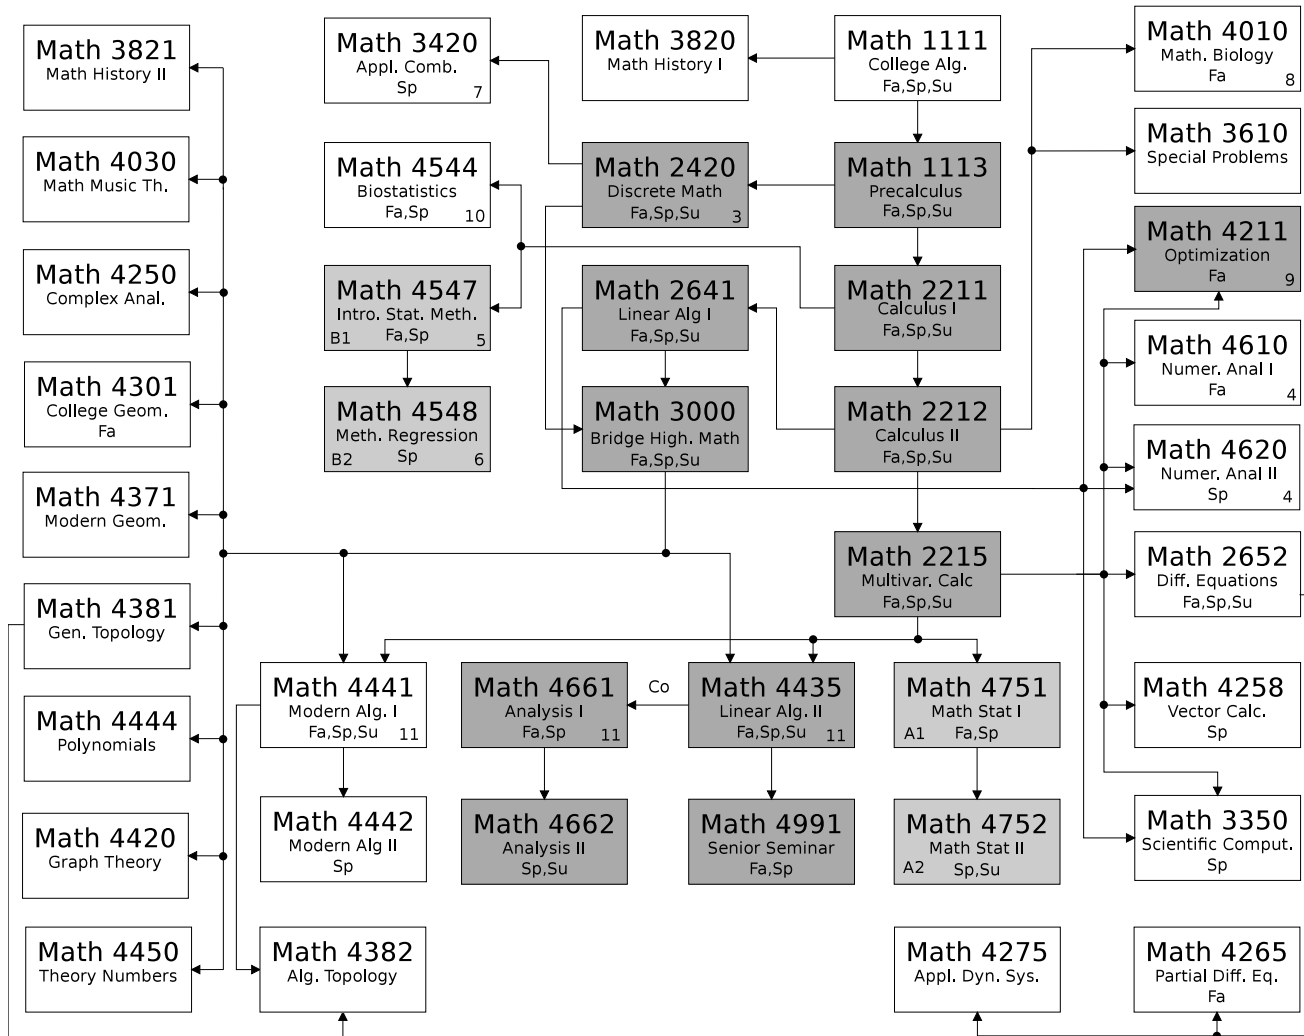 Math 3821
Math History II
Math 3420
Appl. Comb.
Sp
7
Math 3820
Math History I
Math 1111
College Alg.
Fa,Sp,Su
Math 4010
Math. Biology
Fa
8
Math 4030
Math Music Th.
Math 4544
Biostatistics
Fa,Sp
10
Math 2420
Discrete Math
Fa,Sp,Su
3
Math 1113
Precalculus
Fa,Sp,Su
Math 3610
Special Problems
Math 4211
Optimization
Fa
9
Math 4250
Complex Anal.
Math 4547
Intro. Stat. Meth.
Fa,Sp
B1
5
Math 2641
Linear Alg I
Fa,Sp,Su
Math 2211
Calculus I
Fa,Sp,Su
Math 4610
Numer. Anal I
Fa
4
Math 4301
College Geom.
Fa
Math 4548
Meth. Regression
Sp
B2
6
Math 3000
Bridge High. Math
Fa,Sp,Su
Math 2212
Calculus II
Fa,Sp,Su
Math 4620
Numer. Anal II
Sp
4
Math 4371
Modern Geom.
Math 2215
Multivar. Calc
Fa,Sp,Su
Math 2652
Diff. Equations
Fa,Sp,Su
Math 4381
Gen. Topology
Math 4441
Modern Alg. I
Fa,Sp,Su
11
Math 4661
Analysis I
Fa,Sp
11
Co
Math 4435
Linear Alg. II
Fa,Sp,Su
11
Math 4751
Math Stat I
Fa,Sp
A1
Math 4258
Vector Calc.
Sp
Math 4444
Polynomials
Math 4442
Modern Alg II
Sp
Math 4662
Analysis II
Sp,Su
Math 4991
Senior Seminar
Fa,Sp
Math 4752
Math Stat II
Sp,Su
A2
Math 3350
Scientific Comput.
Sp
Math 4420
Graph Theory
Math 4450
Theory Numbers
Math 4382
Alg. Topology
Math 4275
Appl. Dyn. Sys.
Math 4265
Partial Diff. Eq.
Fa